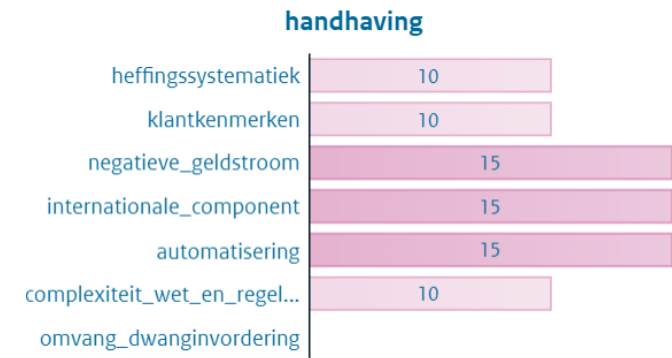 handhaving
heffingssystematiek 10
klantkenmerken 10
negatieve_geldstroom 15
internationale_component 15
automatisering 15
complexiteit_wet_en_regel... 10
omvang_dwanginvordering